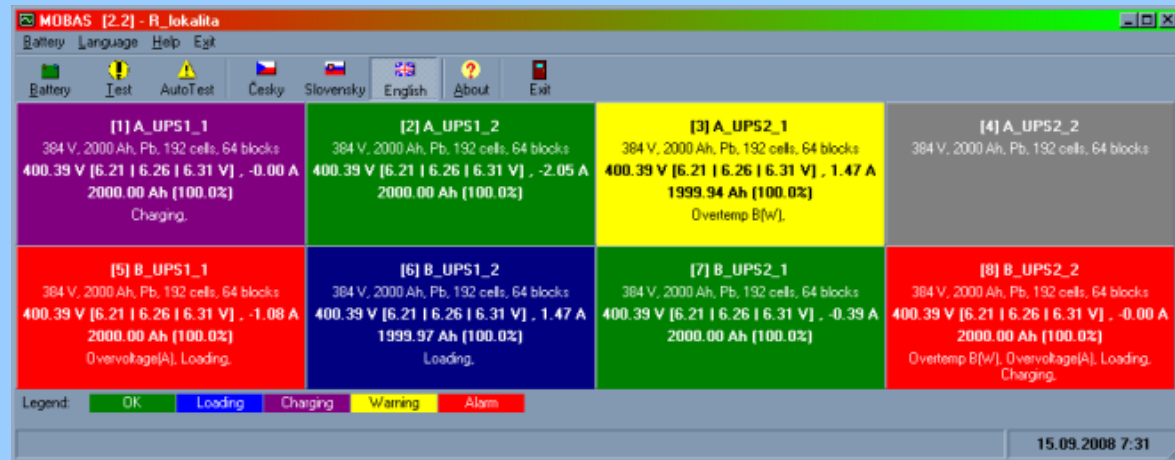 MOBAS [2.2] - R_lokalita
Battery Language Help Exit
Battery Test AutoTest Česky Slovensky English About Exit
[1] A_UPS1_1
384 V, 2000 Ah, Pb, 192 cells, 64 blocks
400.39 V [6.21 | 6.26 | 6.31 V] , -0.00 A
2000.00 Ah (100.0%)
Charging,
[2] A_UPS1_2
384 V, 2000 Ah, Pb, 192 cells, 64 blocks
400.39 V [6.21 | 6.26 | 6.31 V] , -2.05 A
2000.00 Ah (100.0%)
[3] A_UPS2_1
384 V, 2000 Ah, Pb, 192 cells, 64 blocks
400.39 V [6.21 | 6.26 | 6.31 V] , 1.47 A
1999.94 Ah (100.0%)
Overtemp B(W),
[4] A_UPS2_2
384 V, 2000 Ah, Pb, 192 cells, 64 blocks
[5] B_UPS1_1
384 V, 2000 Ah, Pb, 192 cells, 64 blocks
400.39 V [6.21 | 6.26 | 6.31 V] , -1.08 A
2000.00 Ah (100.0%)
Overvoltage(A), Loading,
[6] B_UPS1_2
384 V, 2000 Ah, Pb, 192 cells, 64 blocks
400.39 V [6.21 | 6.26 | 6.31 V] , 1.47 A
1999.97 Ah (100.0%)
Loading,
[7] B_UPS2_1
384 V, 2000 Ah, Pb, 192 cells, 64 blocks
400.39 V [6.21 | 6.26 | 6.31 V] , -0.39 A
2000.00 Ah (100.0%)
[8] B_UPS2_2
384 V, 2000 Ah, Pb, 192 cells, 64 blocks
400.39 V [6.21 | 6.26 | 6.31 V] , -0.00 A
2000.00 Ah (100.0%)
Overtemp B(W), Overvoltage(A), Loading,
Charging,
Legend: OK Loading Charging Warning Alarm
15.09.2008 7:31